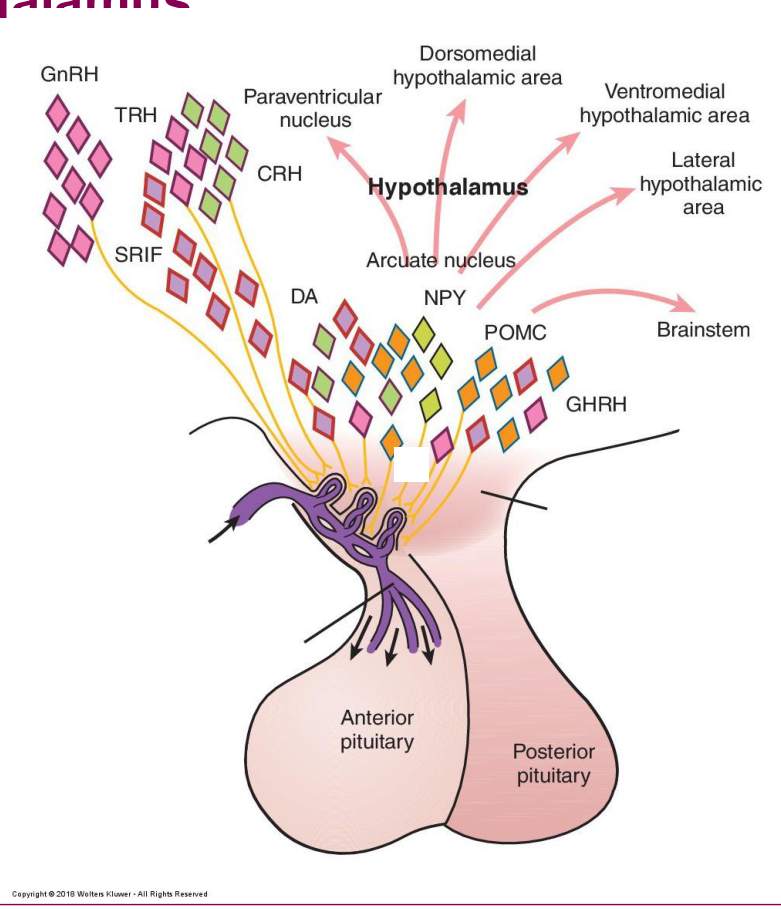 GnRH
TRH
CRH
SRIF
Paraventricular
nucleus
Dorsomedial
hypothalamic area
Ventromedial
hypothalamic area
Lateral
hypothalamic
area
Hypothalamus
Arcuate nucleus
DA
NPY
POMC
Brainstem
GHRH
Anterior
pituitary
Posterior
pituitary
Copyright © 2018 Wolters Kluwer - All Rights Reserved